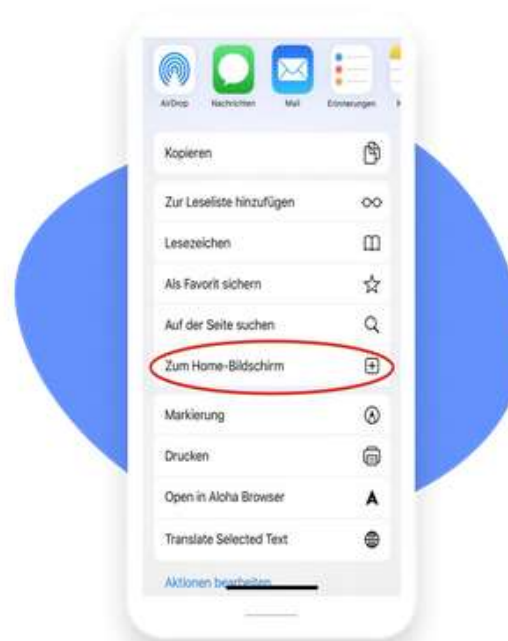 AirDrop Nachrichten Mail Erinnerungen
Kopieren
Zur Leseliste hinzufügen
Lesezeichen
Als Favorit sichern
Auf der Seite suchen
Zum Home-Bildschirm
Markierung
Drucken
Open in Aloha Browser
Translate Selected Text
Aktionen bearbeiten